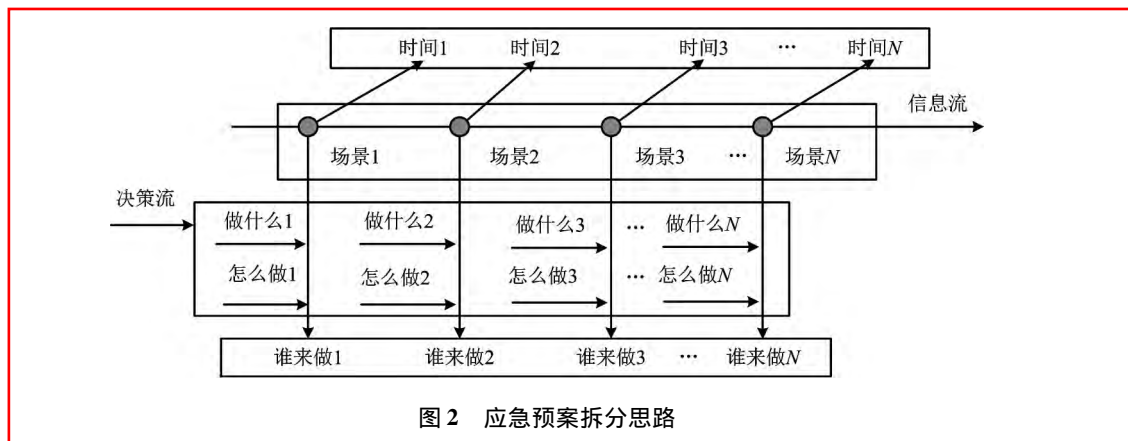 时间1 时间2 时间3 … 时间N
信息流
场景1 场景2 场景3 … 场景N
决策流
做什么1 做什么2 做什么3 … 做什么N
怎么做1 怎么做2 怎么做3 … 怎么做N
谁来做1 谁来做2 谁来做3 … 谁来做N
图 2 应急预案拆分思路